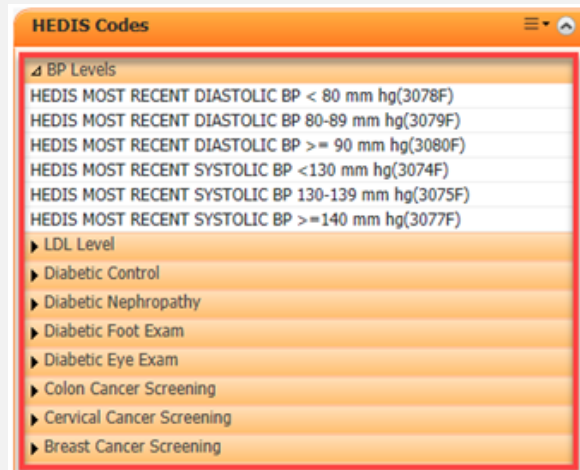 HEDIS Codes
BP Levels
HEDIS MOST RECENT DIASTOLIC BP < 80 mm hg(3078F)
HEDIS MOST RECENT DIASTOLIC BP 80-89 mm hg(3079F)
HEDIS MOST RECENT DIASTOLIC BP >= 90 mm hg(3080F)
HEDIS MOST RECENT SYSTOLIC BP <130 mm hg(3074F)
HEDIS MOST RECENT SYSTOLIC BP 130-139 mm hg(3075F)
HEDIS MOST RECENT SYSTOLIC BP >=140 mm hg(3077F)
LDL Level
Diabetic Control
Diabetic Nephropathy
Diabetic Foot Exam
Diabetic Eye Exam
Colon Cancer Screening
Cervical Cancer Screening
Breast Cancer Screening